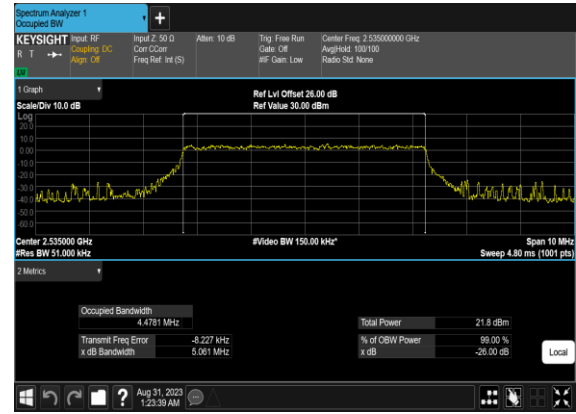 Spectrum Analyzer 1
Occupied BW
+
KEYSIGHT
R T
LXI
Input: RF
Coupling: DC
Align: Off
Input Z: 50 Ω
Corr CCorr
Freq Ref: Int (S)
Atten: 10 dB
Trig: Free Run
Gate: Off
#IF Gain: Low
Center Freq: 2.535000000 GHz
Avg|Hold: 100/100
Radio Std: None
1 Graph
Scale/Div 10.0 dB
Ref Lvl Offset 26.00 dB
Ref Value 30.00 dBm
Log
20.0
10.0
0.00
-10.0
-20.0
-30.0
-40.0
-50.0
-60.0
Center 2.535000 GHz
#Res BW 51.000 kHz
#Video BW 150.00 kHz*
Span 10 MHz
Sweep 4.80 ms (1001 pts)
2 Metrics
Occupied Bandwidth
4.4781 MHz
Transmit Freq Error -8.227 kHz
x dB Bandwidth 5.061 MHz
Total Power 21.8 dBm
% of OBW Power 99.00 %
x dB -26.00 dB
Local
?
Aug 31, 2023
1:23:39 AM